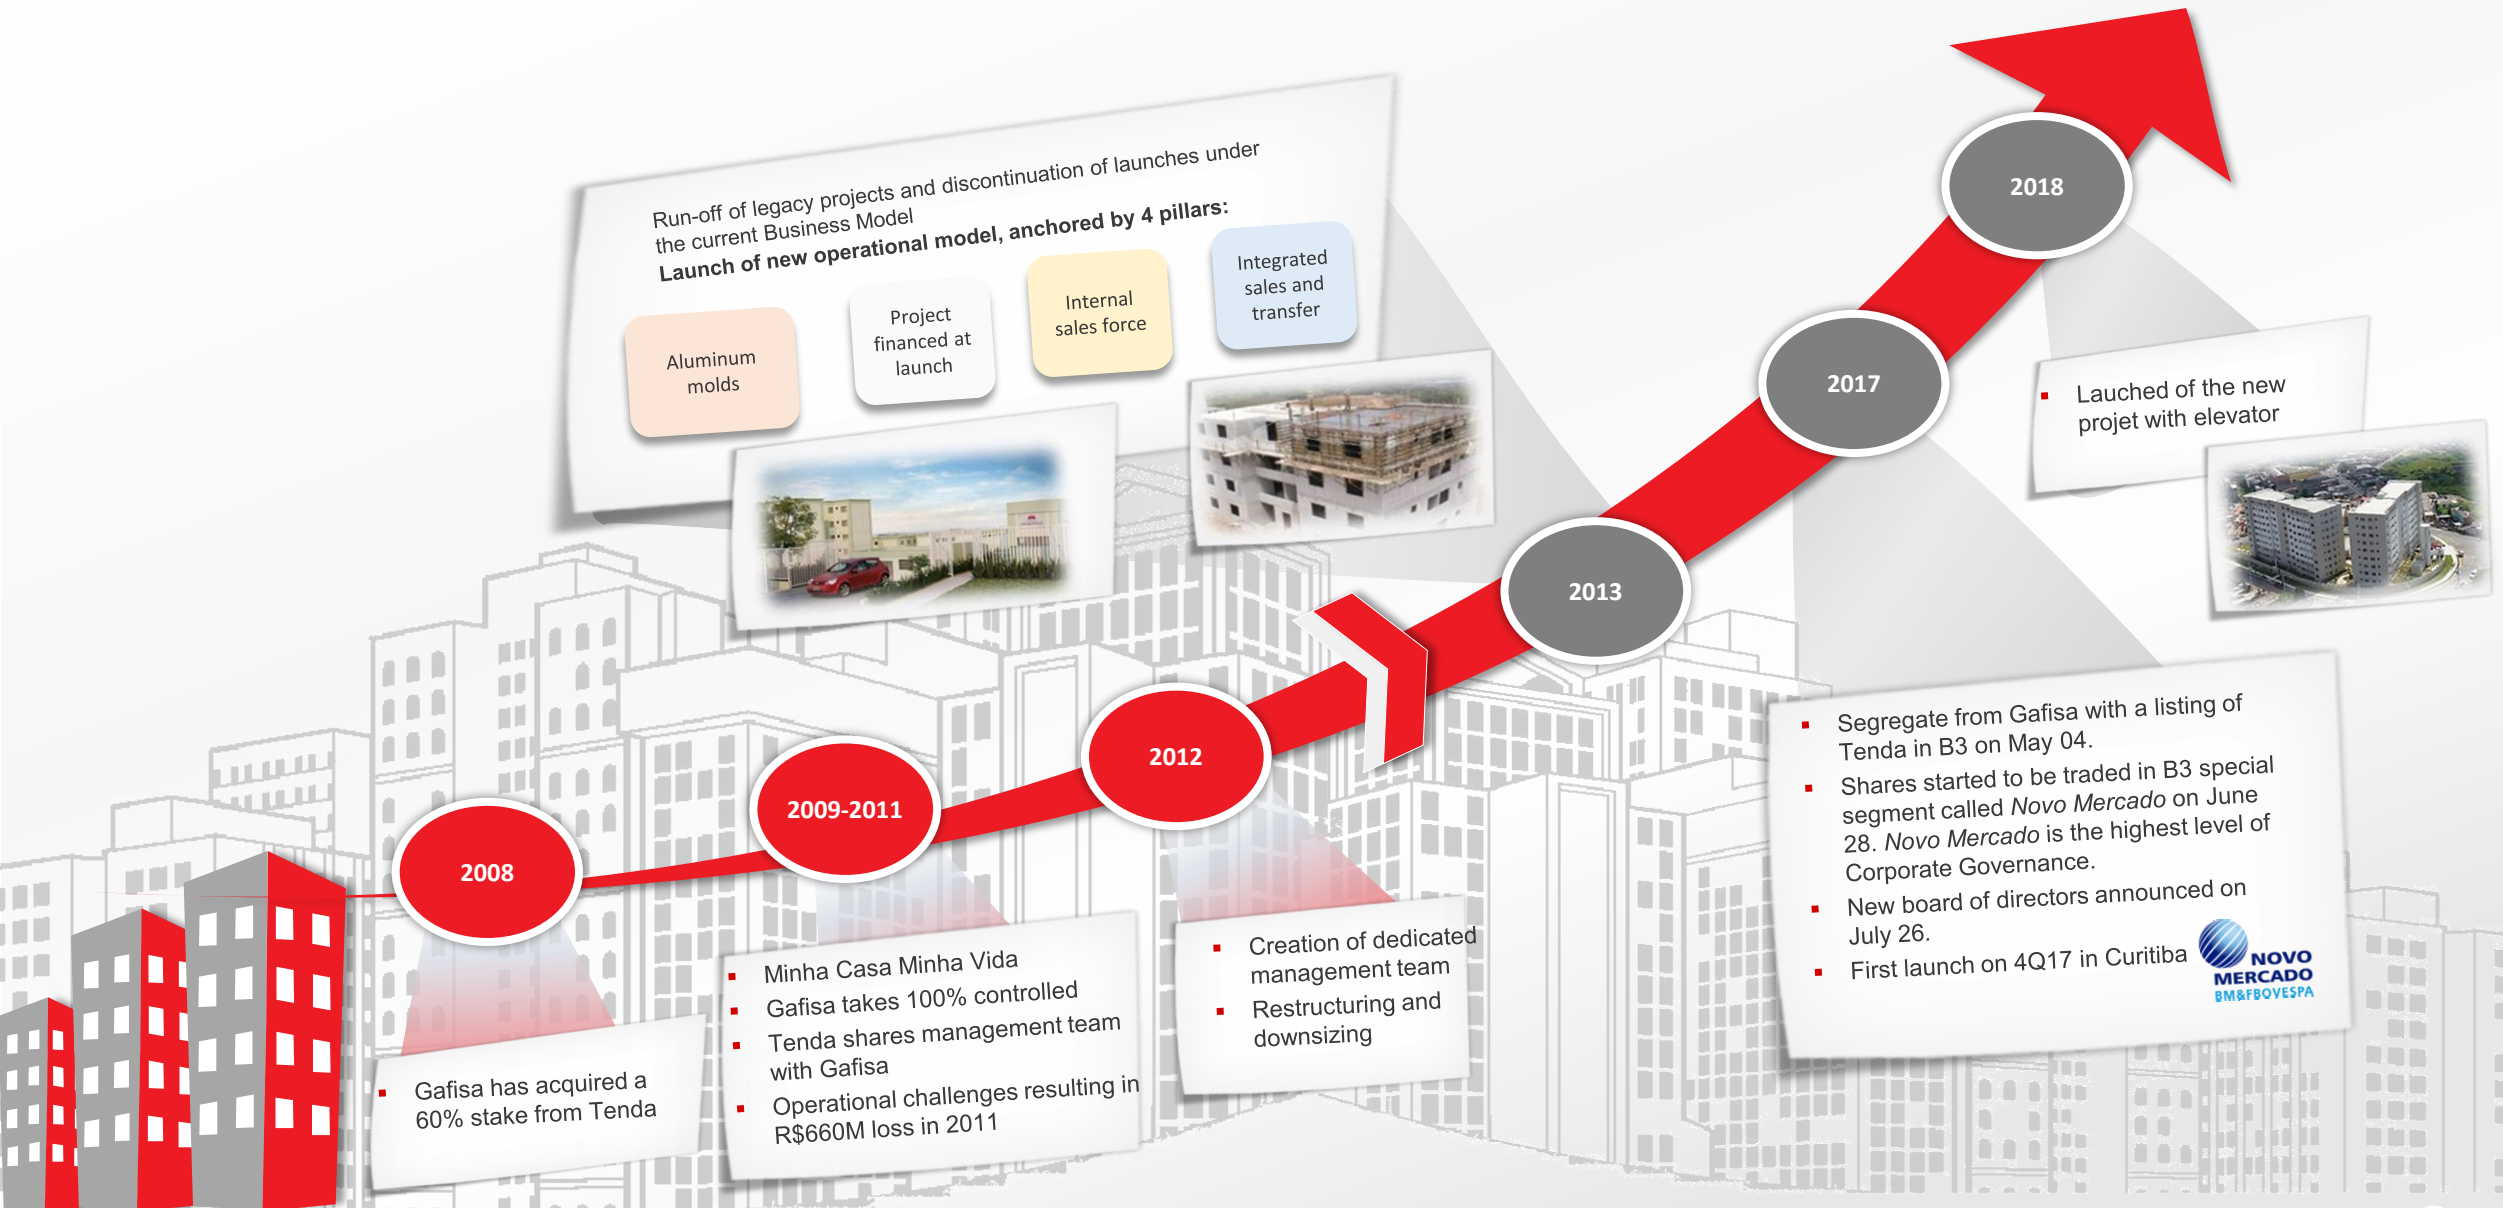 Run-off of legacy projects and discontinuation of launches under
the current Business Model
Launch of new operational model, anchored by 4 pillars:
Aluminum
molds
Project
financed at
launch
Internal
sales force
Integrated
sales and
transfer
2008
Gafisa has acquired a
60% stake from Tenda
2009-2011
Minha Casa Minha Vida
Gafisa takes 100% controlled
Tenda shares management team
with Gafisa
Operational challenges resulting in
R$660M loss in 2011
2012
Creation of dedicated
management team
Restructuring and
downsizing
2013
2017
Segregate from Gafisa with a listing of
Tenda in B3 on May 04.
Shares started to be traded in B3 special
segment called Novo Mercado on June
28. Novo Mercado is the highest level of
Corporate Governance.
New board of directors announced on
July 26.
First launch on 4Q17 in Curitiba
NOVO
MERCADO
BM&FBOVESPA
2018
Lauched of the new
projet with elevator